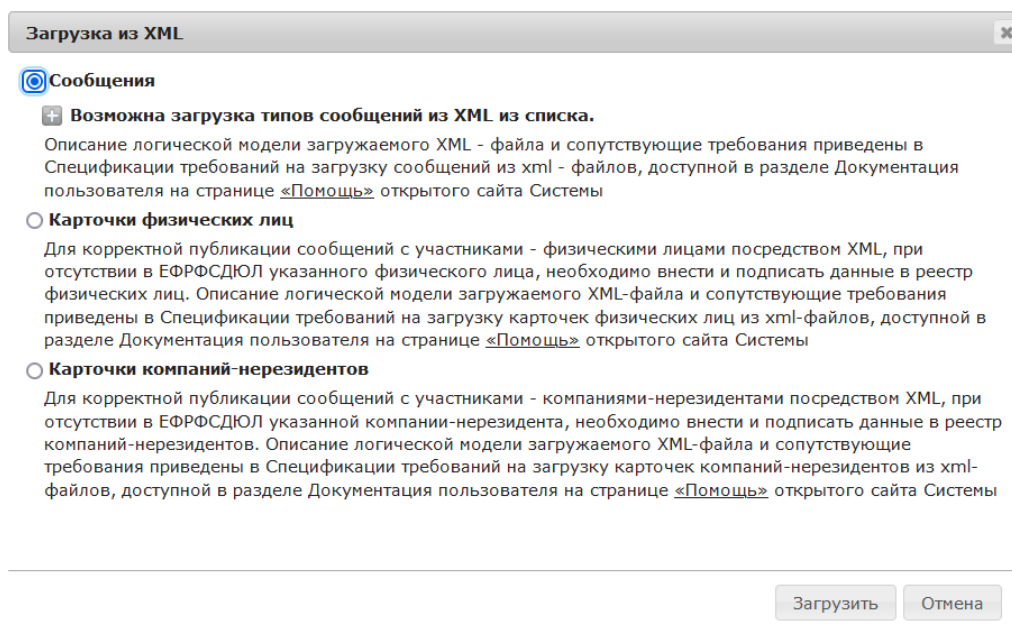 Загрузка из XML
Сообщения
Возможна загрузка типов сообщений из XML из списка.
Описание логической модели загружаемого XML - файла и сопутствующие требования приведены в
Спецификации требований на загрузку сообщений из xml - файлов, доступной в разделе Документация
пользователя на странице «Помощь» открытого сайта Системы
Карточки физических лиц
Для корректной публикации сообщений с участниками - физическими лицами посредством XML, при
отсутствии в ЕФРФСДЮЛ указанного физического лица, необходимо внести и подписать данные в реестр
физических лиц. Описание логической модели загружаемого XML-файла и сопутствующие требования
приведены в Спецификации требований на загрузку карточек физических лиц из xml-файлов, доступной в
разделе Документация пользователя на странице «Помощь» открытого сайта Системы
Карточки компаний-нерезидентов
Для корректной публикации сообщений с участниками - компаниями-нерезидентами посредством XML, при
отсутствии в ЕФРФСДЮЛ указанной компании-нерезидента, необходимо внести и подписать данные в реестр
компаний-нерезидентов. Описание логической модели загружаемого XML-файла и сопутствующие
требования приведены в Спецификации требований на загрузку карточек компаний-нерезидентов из xml-
файлов, доступной в разделе Документация пользователя на странице «Помощь» открытого сайта Системы
Загрузить Отмена